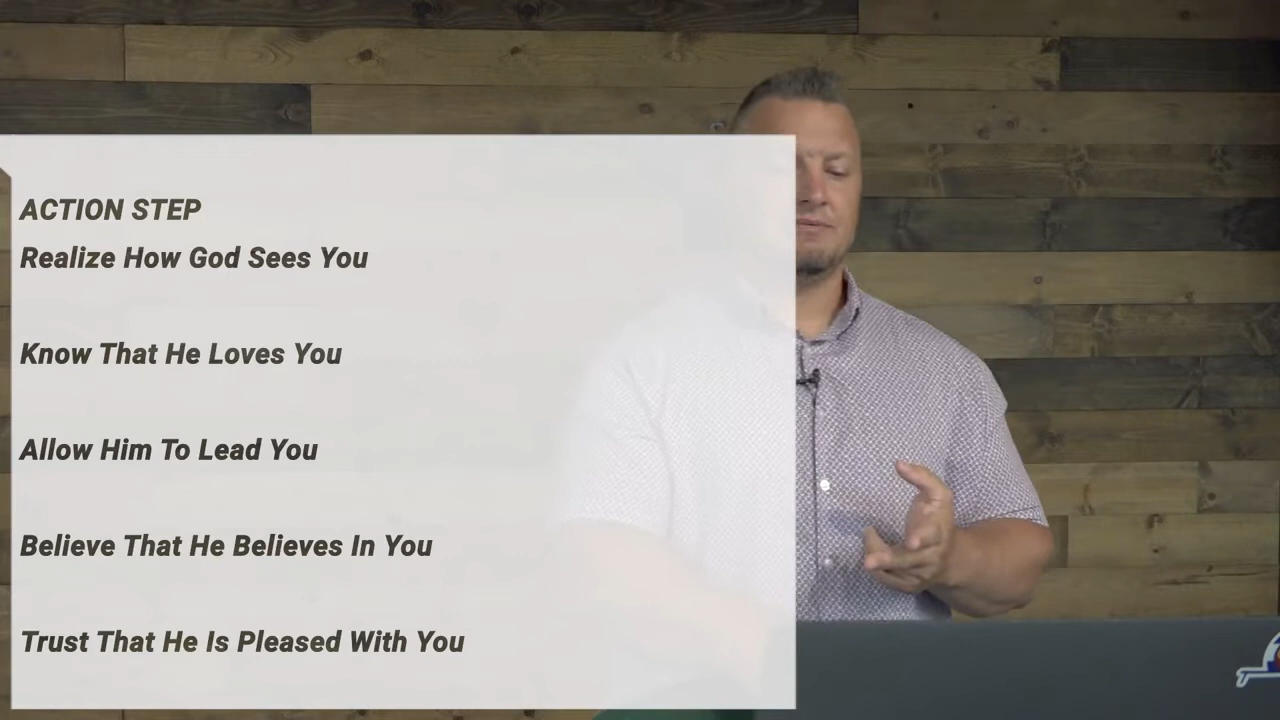 ACTION STEP
Realize How God Sees You
Know That He Loves You
Allow Him To Lead You
Believe That He Believes In You
Trust That He Is Pleased With You